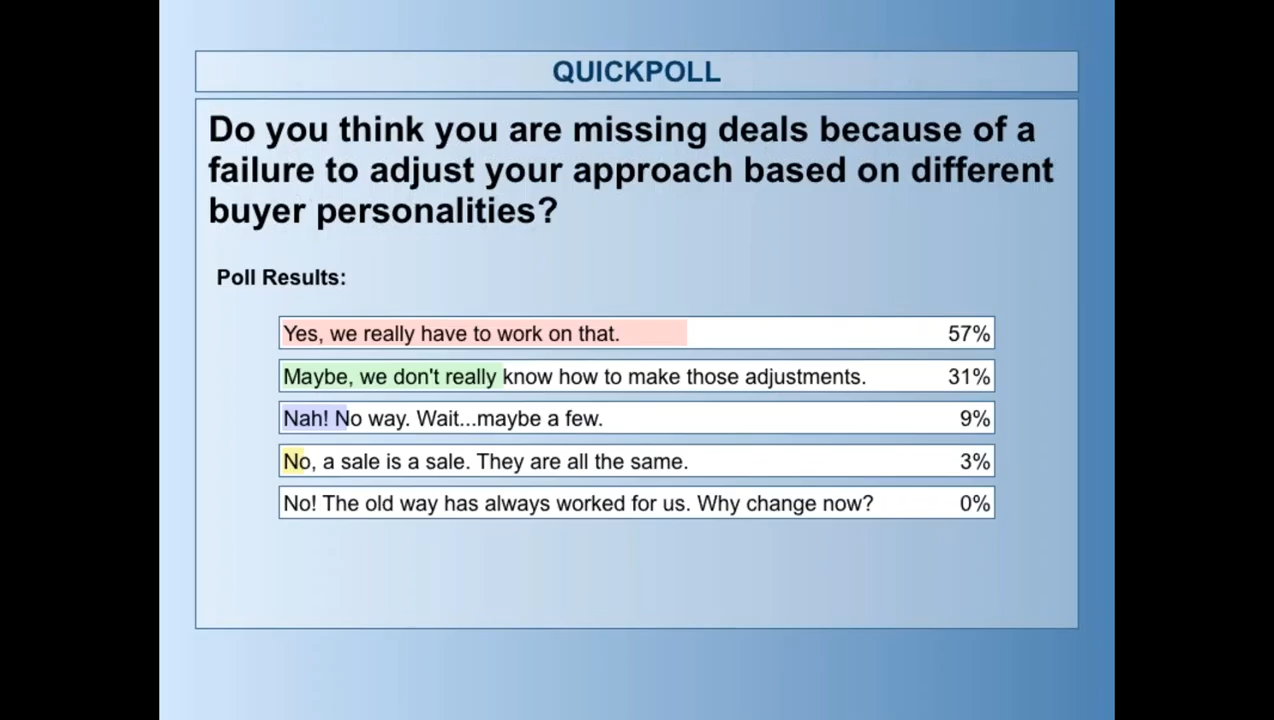 QUICKPOLL
Do you think you are missing deals because of a
failure to adjust your approach based on different
buyer personalities?
Poll Results:
Yes, we really have to work on that. 57%
Maybe, we don't really know how to make those adjustments. 31%
Nah! No way. Wait...maybe a few. 9%
No, a sale is a sale. They are all the same. 3%
No! The old way has always worked for us. Why change now? 0%